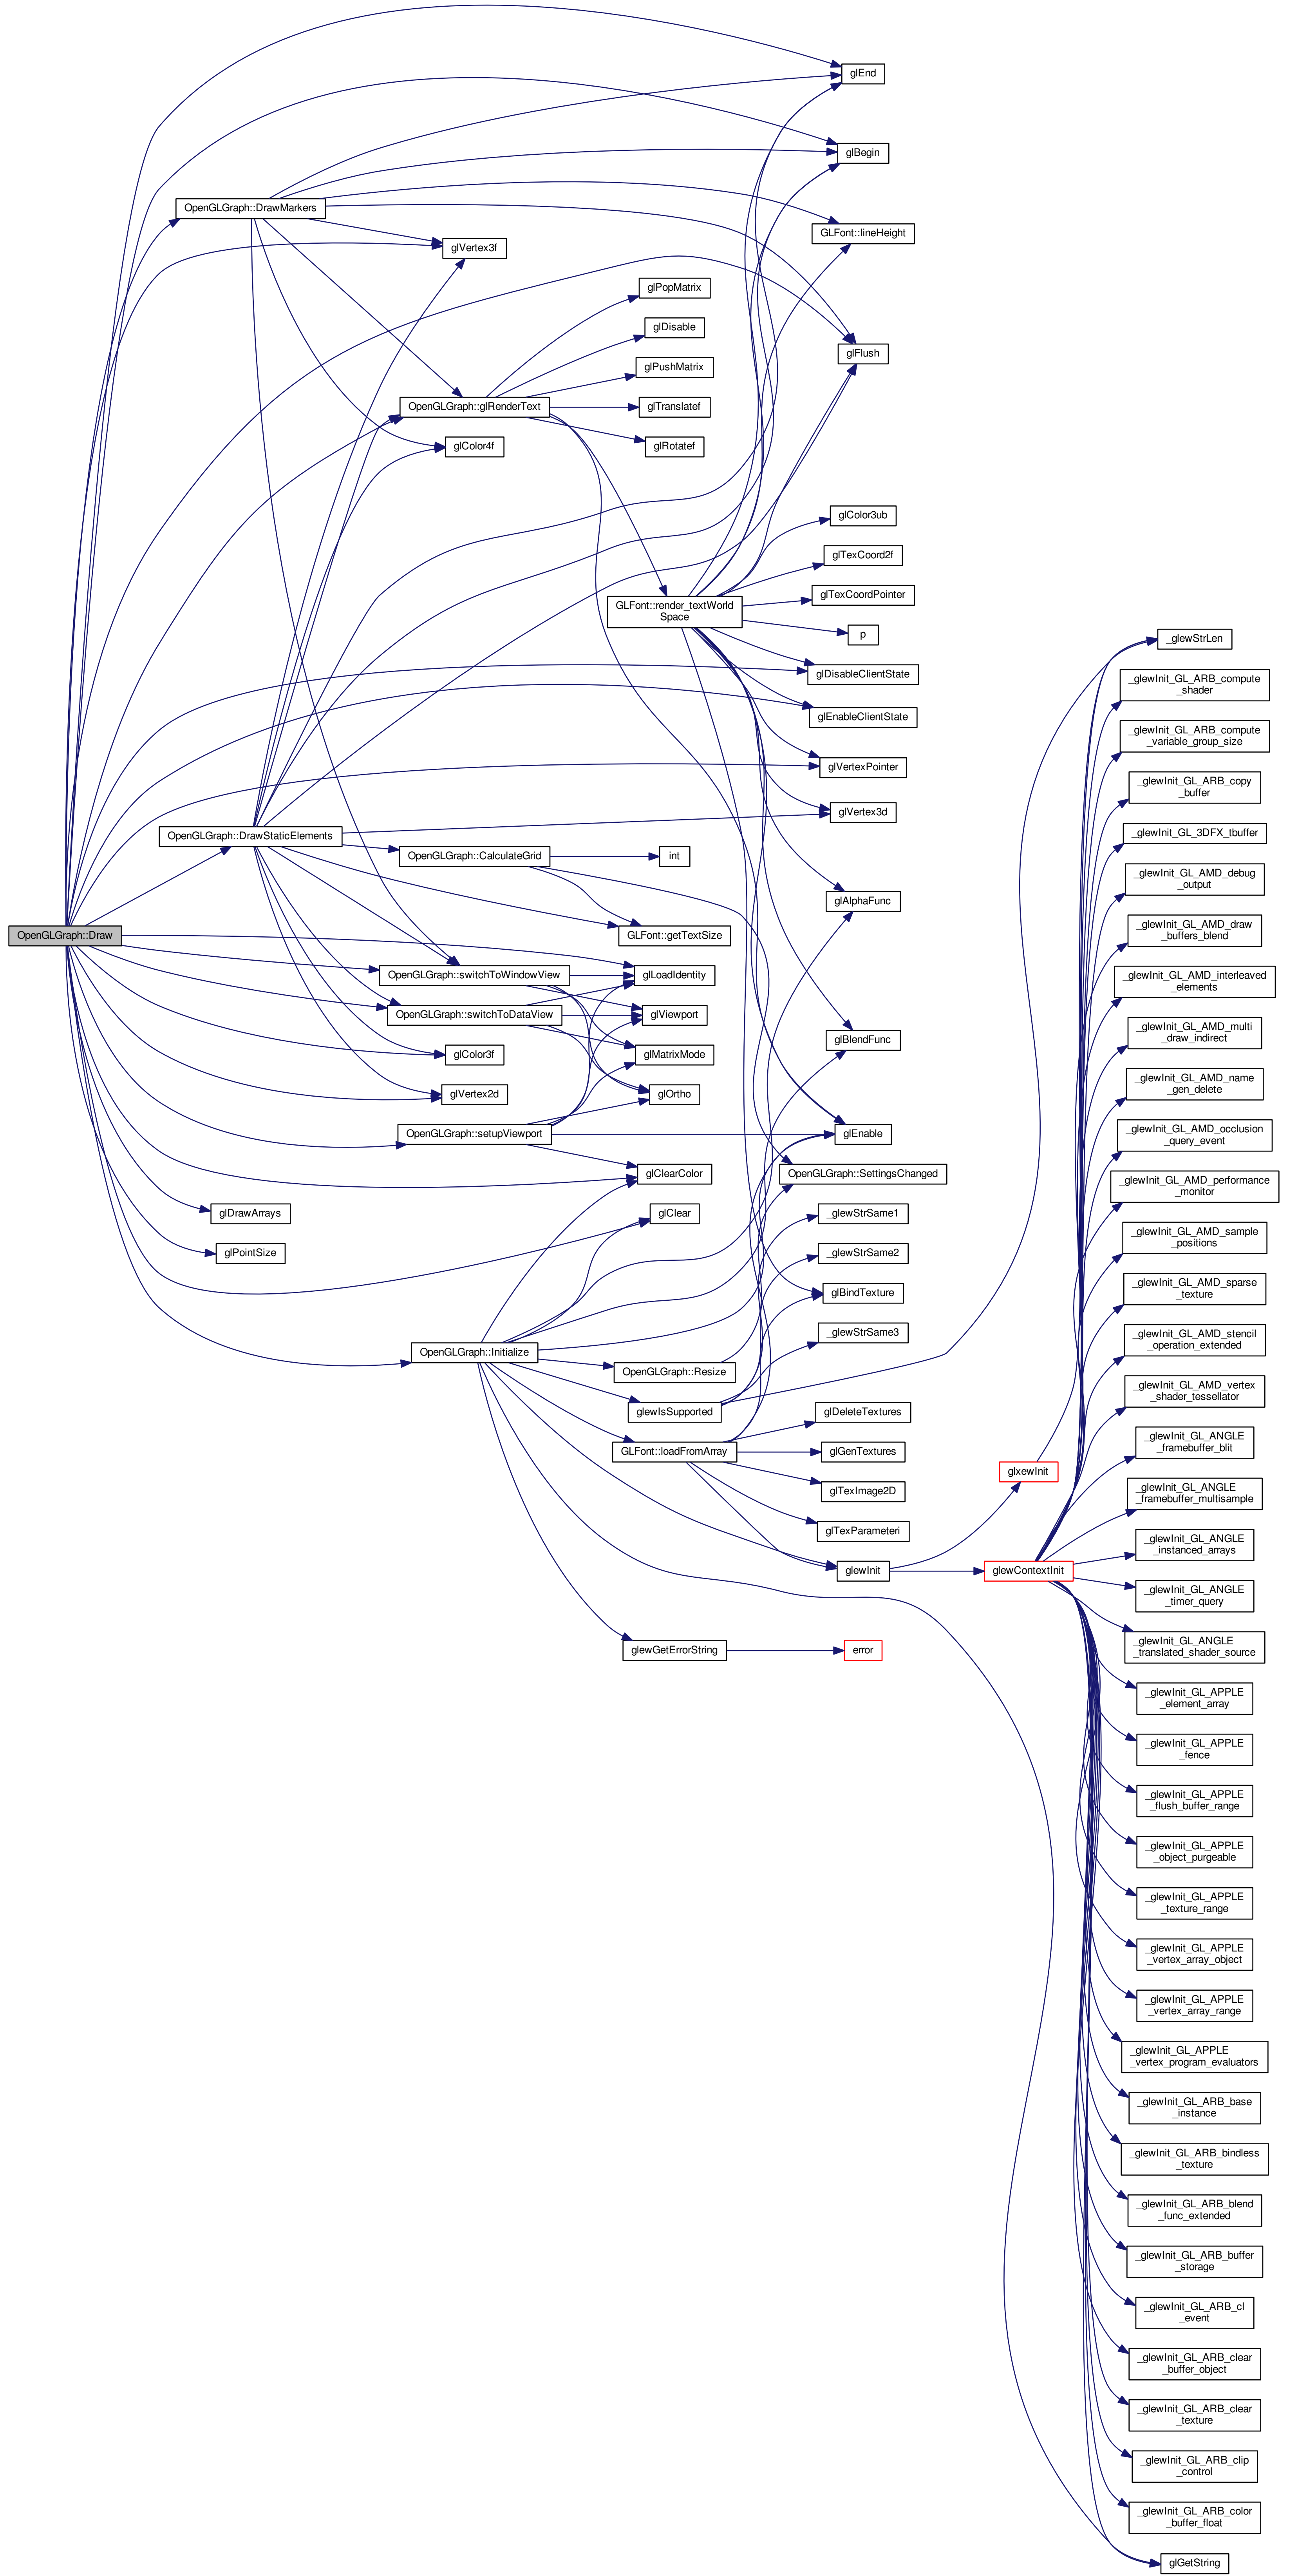 glEnd
glBegin
OpenGLGraph::DrawMarkers
GLFont::lineHeight
glVertex3f
glPopMatrix
glDisable
glFlush
glPushMatrix
OpenGLGraph::glRenderText
glTranslatef
glColor4f
glRotatef
glColor3ub
glTexCoord2f
glTexCoordPointer
GLFont::render_textWorld
Space
p
_glewStrLen
glDisableClientState
_glewInit_GL_ARB_compute
_shader
glEnableClientState
_glewInit_GL_ARB_compute
_variable_group_size
glVertexPointer
_glewInit_GL_ARB_copy
_buffer
glVertex3d
OpenGLGraph::DrawStaticElements
_glewInit_GL_3DFX_tbuffer
OpenGLGraph::CalculateGrid
int
_glewInit_GL_AMD_debug
_output
glAlphaFunc
OpenGLGraph::Draw
GLFont::getTextSize
_glewInit_GL_AMD_draw
_buffers_blend
OpenGLGraph::switchToWindowView
glLoadIdentity
_glewInit_GL_AMD_interleaved
_elements
OpenGLGraph::switchToDataView
glViewport
_glewInit_GL_AMD_multi
_draw_indirect
glBlendFunc
glColor3f
glMatrixMode
_glewInit_GL_AMD_name
_gen_delete
glVertex2d
glOrtho
OpenGLGraph::setupViewport
glEnable
_glewInit_GL_AMD_occlusion
_query_event
glClearColor
OpenGLGraph::SettingsChanged
_glewInit_GL_AMD_performance
_monitor
glDrawArrays
glClear
_glewStrSame1
_glewInit_GL_AMD_sample
_positions
glPointSize
_glewStrSame2
_glewInit_GL_AMD_sparse
_texture
glBindTexture
_glewStrSame3
_glewInit_GL_AMD_stencil
_operation_extended
OpenGLGraph::Initialize
OpenGLGraph::Resize
_glewInit_GL_AMD_vertex
_shader_tessellator
glewIsSupported
glDeleteTextures
_glewInit_GL_ANGLE
_framebuffer_blit
GLFont::loadFromArray
glGenTextures
glxewInit
_glewInit_GL_ANGLE
_framebuffer_multisample
glTexImage2D
glTexParameteri
_glewInit_GL_ANGLE
_instanced_arrays
glewInit
glewContextInit
_glewInit_GL_ANGLE
_timer_query
glewGetErrorString
error
_glewInit_GL_ANGLE
_translated_shader_source
_glewInit_GL_APPLE
_element_array
_glewInit_GL_APPLE
_fence
_glewInit_GL_APPLE
_flush_buffer_range
_glewInit_GL_APPLE
_object_purgeable
_glewInit_GL_APPLE
_texture_range
_glewInit_GL_APPLE
_vertex_array_object
_glewInit_GL_APPLE
_vertex_array_range
_glewInit_GL_APPLE
_vertex_program_evaluators
_glewInit_GL_ARB_base
_instance
_glewInit_GL_ARB_bindless
_texture
_glewInit_GL_ARB_blend
_func_extended
_glewInit_GL_ARB_buffer
_storage
_glewInit_GL_ARB_cl
_event
_glewInit_GL_ARB_clear
_buffer_object
_glewInit_GL_ARB_clear
_texture
_glewInit_GL_ARB_clip
_control
_glewInit_GL_ARB_color
_buffer_float
glGetString